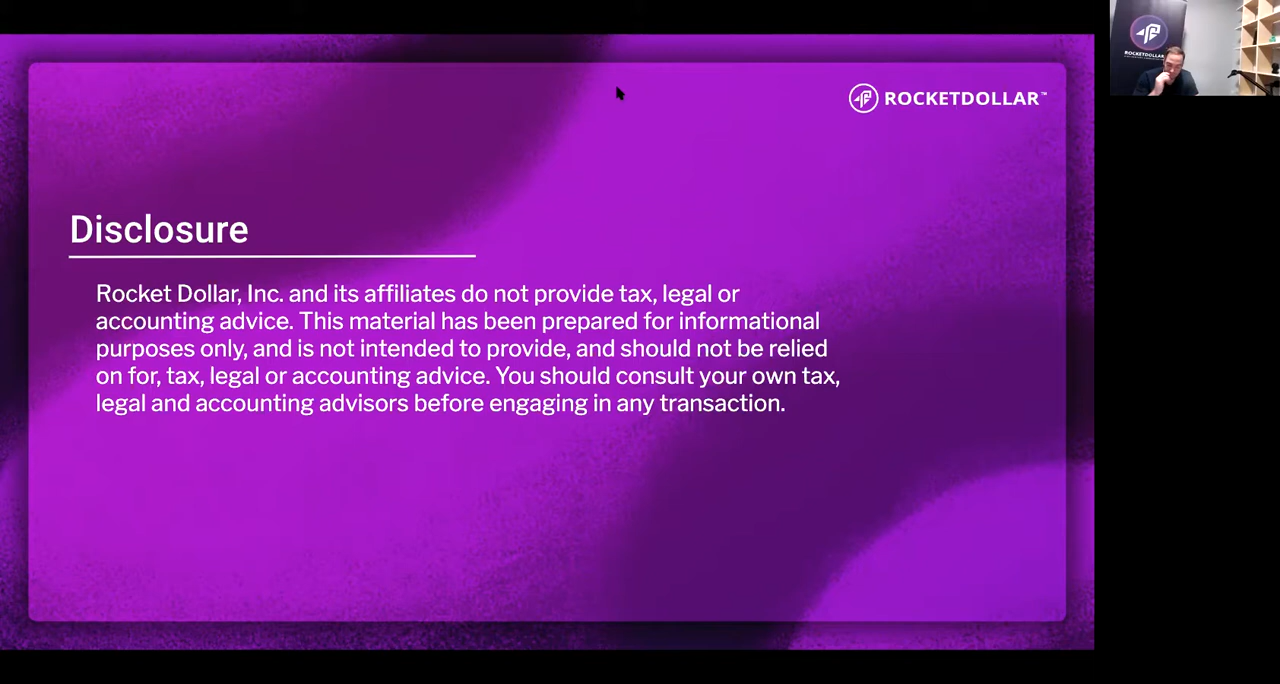 ROCKETDOLLAR™
Disclosure
Rocket Dollar, Inc. and its affiliates do not provide tax, legal or
accounting advice. This material has been prepared for informational
purposes only, and is not intended to provide, and should not be relied
on for, tax, legal or accounting advice. You should consult your own tax,
legal and accounting advisors before engaging in any transaction.
ROCKETDOLLAR